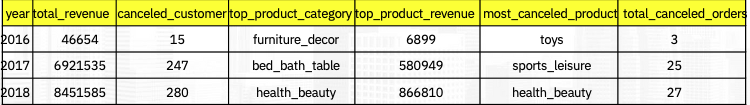 year total_revenue canceled_customer top_product_category top_product_revenue most_canceled_product total_canceled_orders
2016 46654 15 furniture_decor 6899 toys 3
2017 6921535 247 bed_bath_table 580949 sports_leisure 25
2018 8451585 280 health_beauty 866810 health_beauty 27